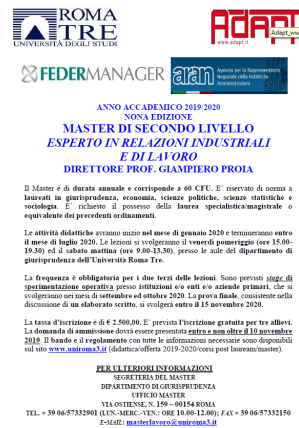 ROMA
TRE
UNIVERSITÀ DEGLI STUDI
ADAPT
www.adapt.it
Adapt_w
FEDERMANAGER
aran
Agenzia per la Rappresentanza
Negoziale delle Pubbliche
Amministrazioni
ANNO ACCADEMICO 2019/2020
NONA EDIZIONE
MASTER DI SECONDO LIVELLO
ESPERTO IN RELAZIONI INDUSTRIALI
E DI LAVORO
DIRETTORE PROF. GIAMPIERO PROIA
Il Master è di durata annuale e corrisponde a 60 CFU. E' riservato di norma a
laureati in giurisprudenza, economia, scienze politiche, scienze statistiche e
sociologia. E' richiesto il possesso della laurea specialistica/magistrale o
equivalente dei precedenti ordinamenti.
Le attività didattiche avranno inizio nel mese di gennaio 2020 e termineranno entro
il mese di luglio 2020. Le lezioni si svolgeranno il venerdì pomeriggio (ore 15.00-
19.30) ed il sabato mattina (ore 9.00-13.30), presso le aule del dipartimento di
giurisprudenza dell'Università Roma Tre.
La frequenza è obbligatoria per i due terzi delle lezioni. Sono previsti stage di
sperimentazione operativa presso istituzioni e/o enti e/o aziende primari, che si
svolgeranno nei mesi di settembre ed ottobre 2020. La prova finale, consistente nella
discussione di un elaborato scritto, si svolgerà entro il 15 novembre 2020.
La tassa d'iscrizione è di € 2.500,00. E' prevista l'iscrizione gratuita per tre allievi.
La domanda di ammissione dovrà essere presentata entro e non oltre il 10 novembre
2019. Il bando e il regolamento con tutte le informazioni necessarie sono disponibili
sul sito www.uniroma3.it (didattica/offerta 2019-2020/corsi post lauream/master).
PER ULTERIORI INFORMAZIONI
SEGRETERIA DEL MASTER
DIPARTIMENTO DI GIURISPRUDENZA
UFFICIO MASTER
VIA OSTIENSE, N. 159 – 00154 ROMA
TEL. + 39 06/57332901 (LUN.-MERC.-VEN.: ORE 10.00-12.00); FAX + 39 06/57332150
E-MAIL: masterlavoro@uniroma3.it